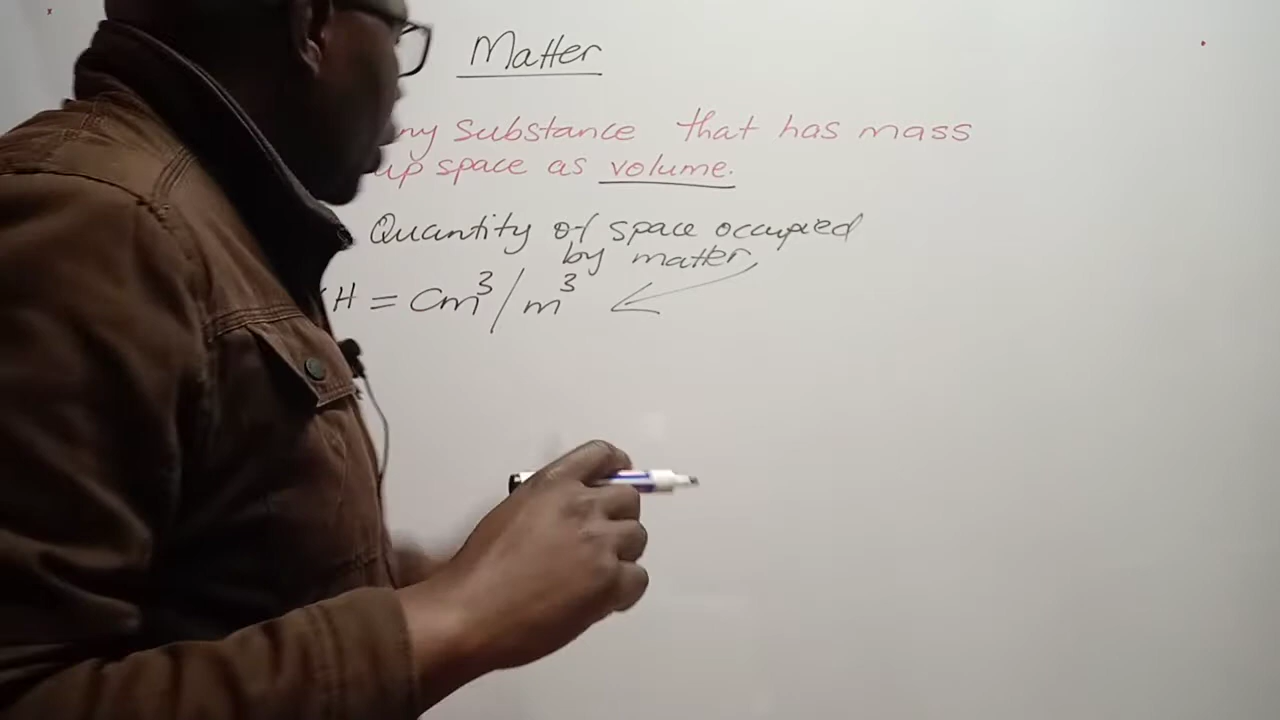 Matter
ny substance that has mass
up space as volume.
Quantity of space occupied
by matter
H = Cm³/m³